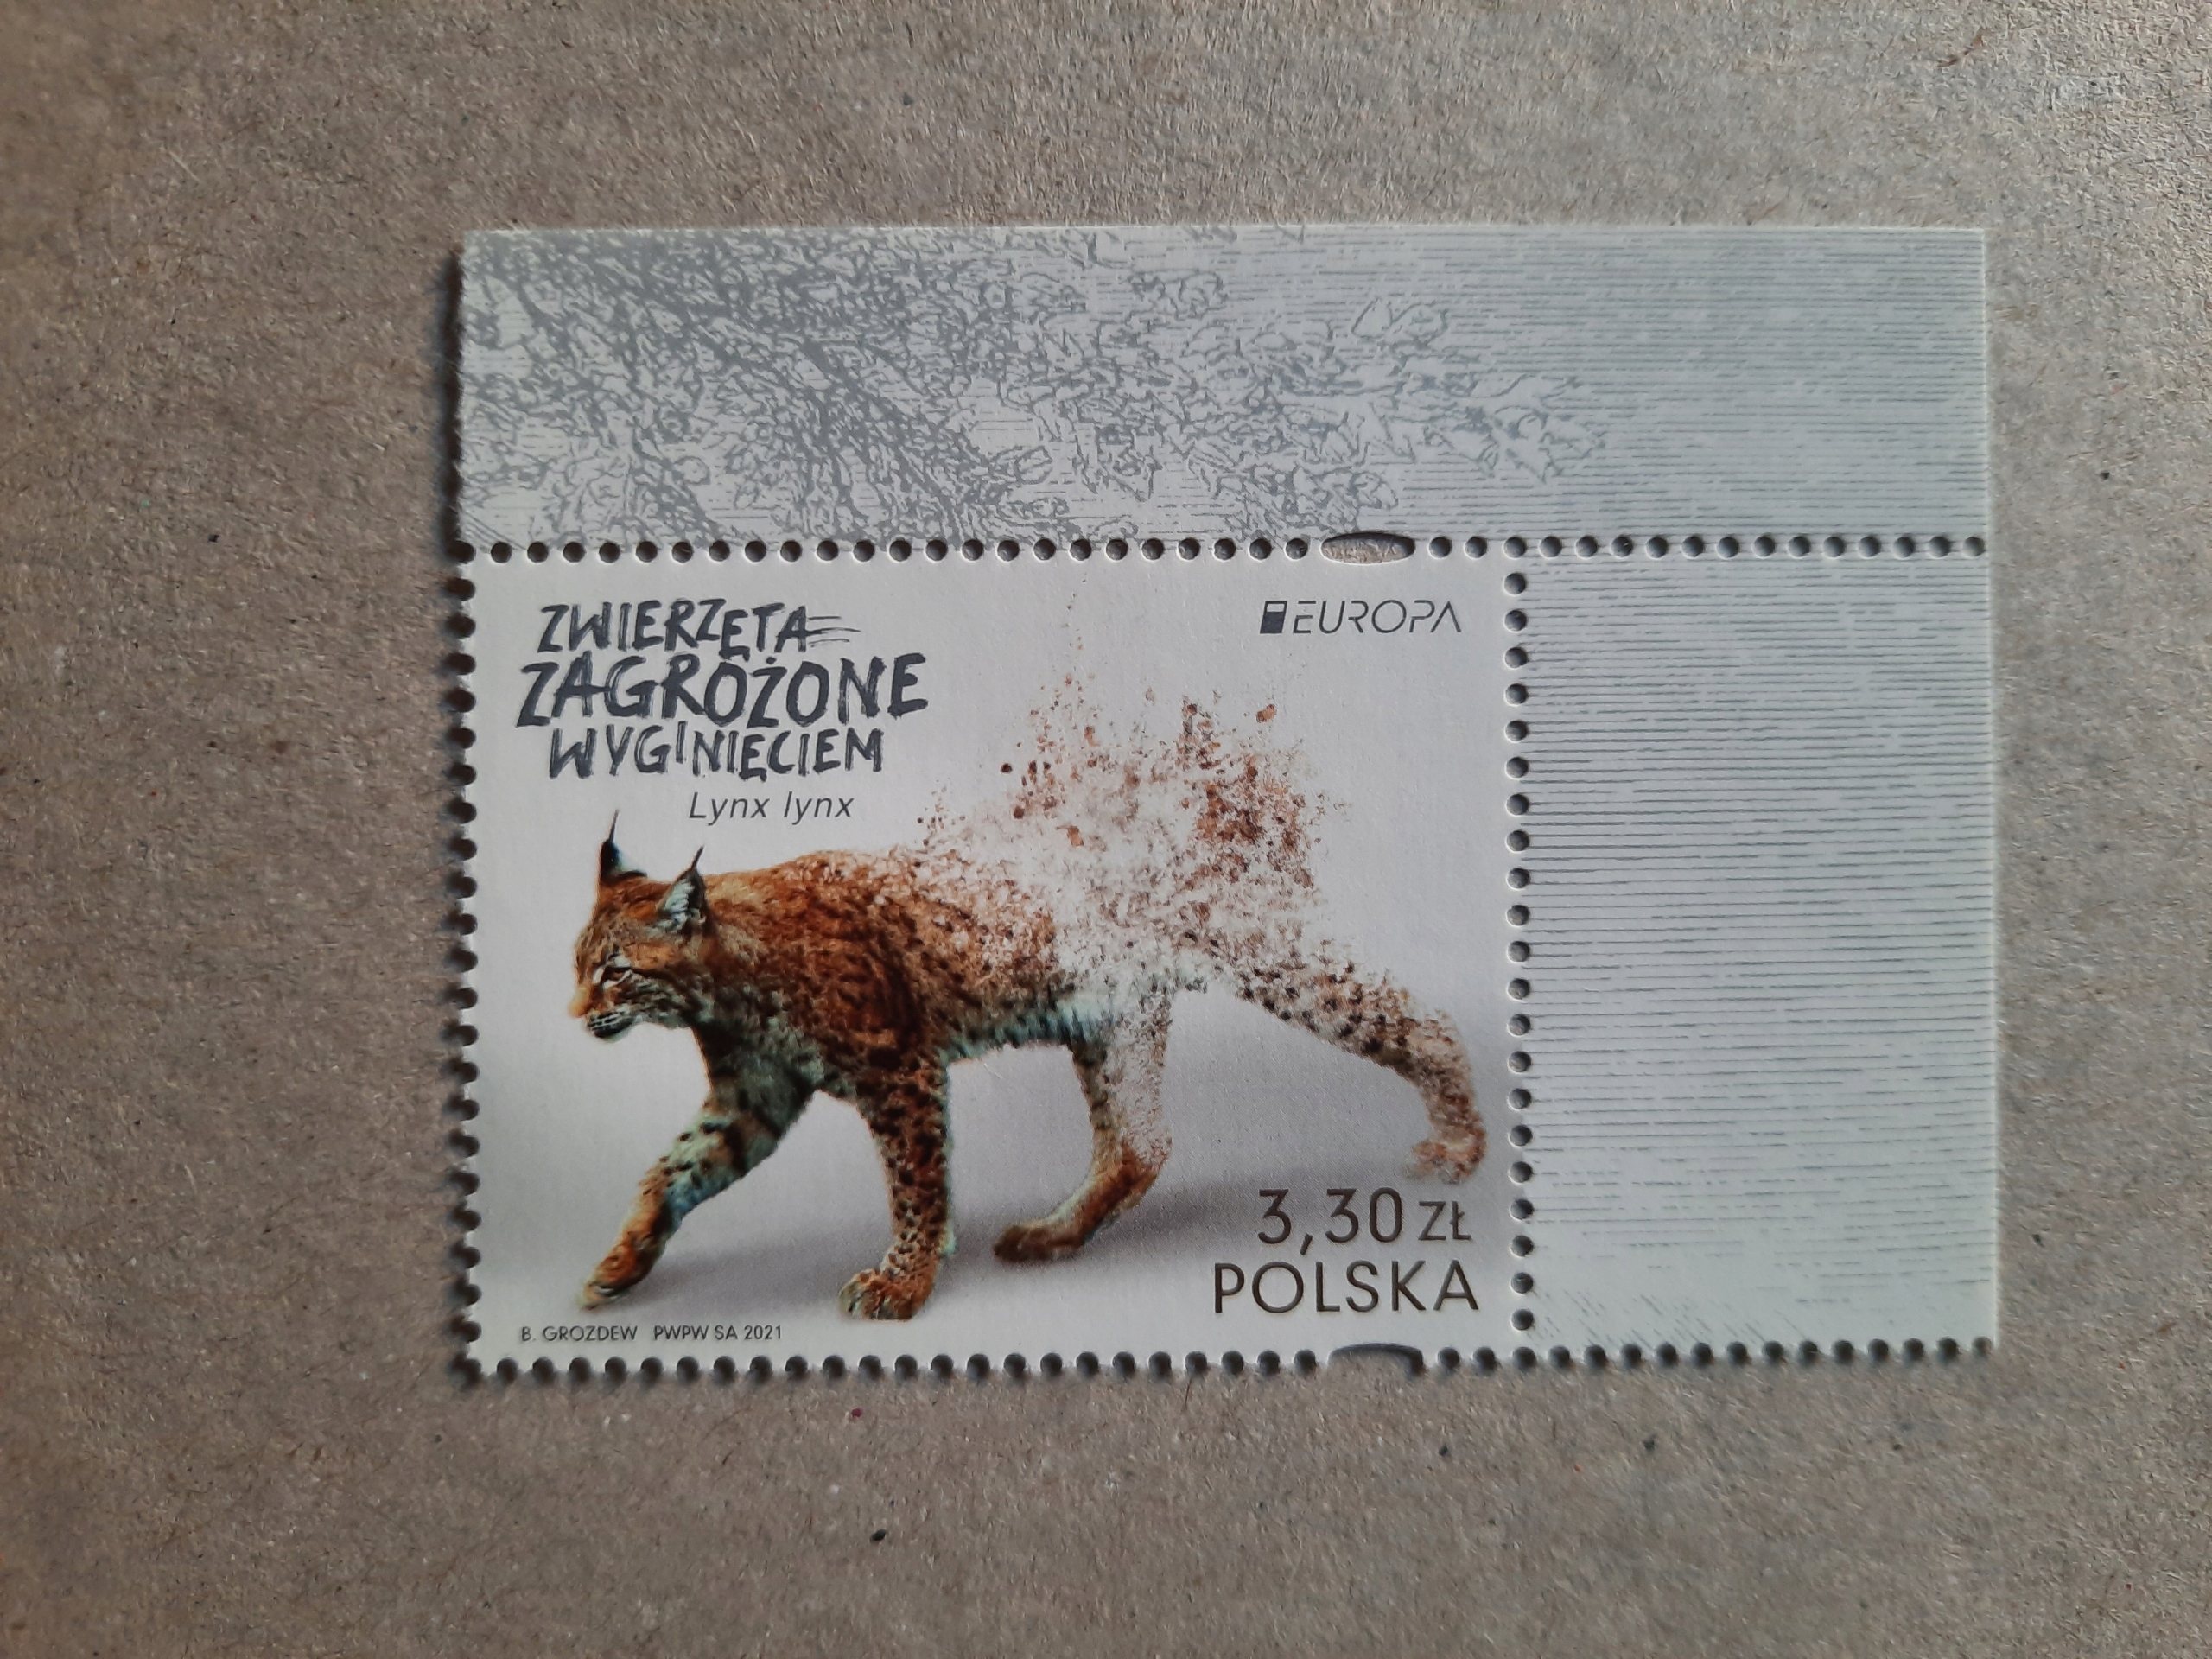 ZWIERZĘTA
ZAGROŻONE
WYGINIĘCIEM
Lynx lynx
EUROPA
3,30 ZŁ
POLSKA
B. GROZDEW PWPW SA 2021